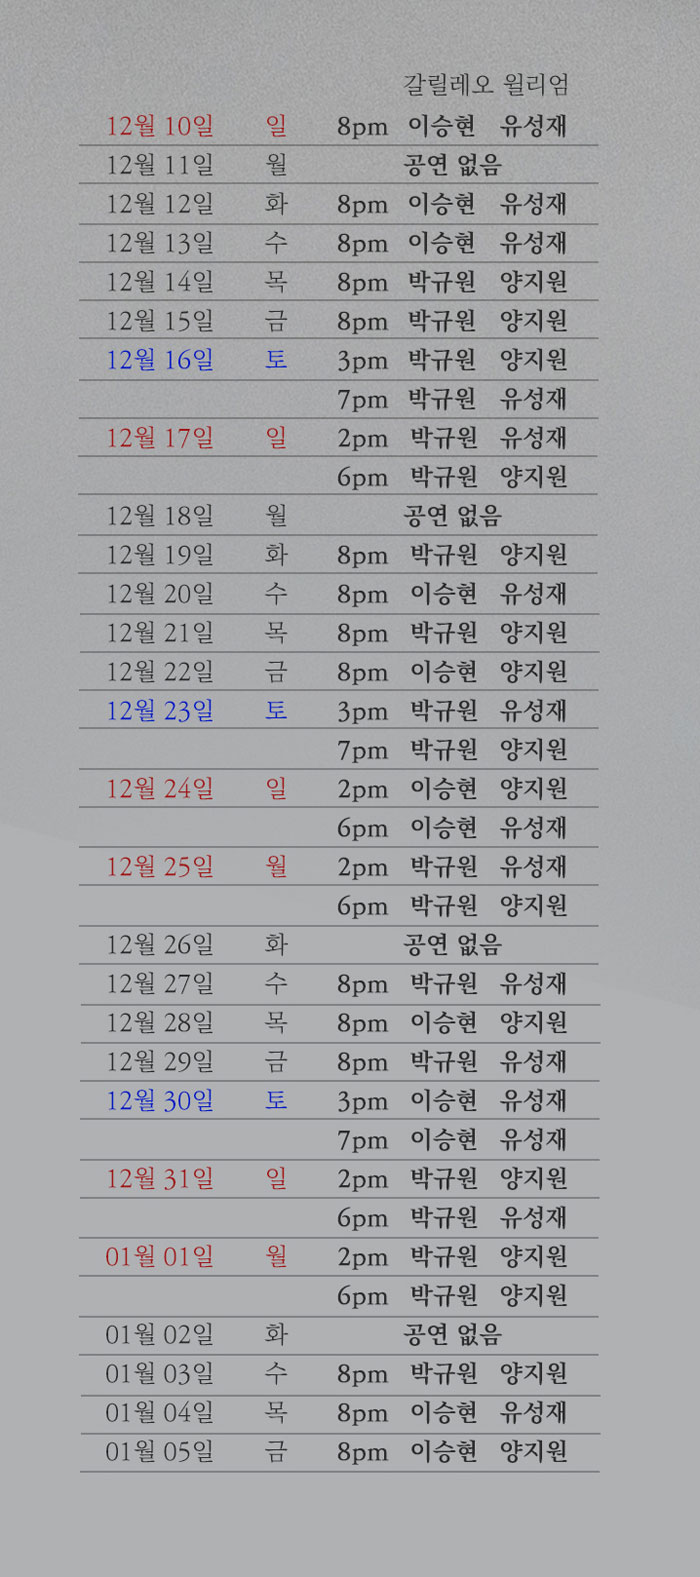 갈릴레오 윌리엄
12월 10일 일 8pm 이승현 유성재
12월 11일 월 공연 없음
12월 12일 화 8pm 이승현 유성재
12월 13일 수 8pm 이승현 유성재
12월 14일 목 8pm 박규원 양지원
12월 15일 금 8pm 박규원 양지원
12월 16일 토 3pm 박규원 양지원
7pm 박규원 유성재
12월 17일 일 2pm 박규원 유성재
6pm 박규원 양지원
12월 18일 월 공연 없음
12월 19일 화 8pm 박규원 양지원
12월 20일 수 8pm 이승현 유성재
12월 21일 목 8pm 박규원 양지원
12월 22일 금 8pm 이승현 양지원
12월 23일 토 3pm 박규원 유성재
7pm 박규원 양지원
12월 24일 일 2pm 이승현 양지원
6pm 이승현 유성재
12월 25일 월 2pm 박규원 유성재
6pm 박규원 양지원
12월 26일 화 공연 없음
12월 27일 수 8pm 박규원 유성재
12월 28일 목 8pm 이승현 양지원
12월 29일 금 8pm 박규원 유성재
12월 30일 토 3pm 이승현 유성재
7pm 이승현 유성재
12월 31일 일 2pm 박규원 양지원
6pm 박규원 유성재
01월 01일 월 2pm 박규원 양지원
6pm 박규원 양지원
01월 02일 화 공연 없음
01월 03일 수 8pm 박규원 양지원
01월 04일 목 8pm 이승현 유성재
01월 05일 금 8pm 이승현 양지원